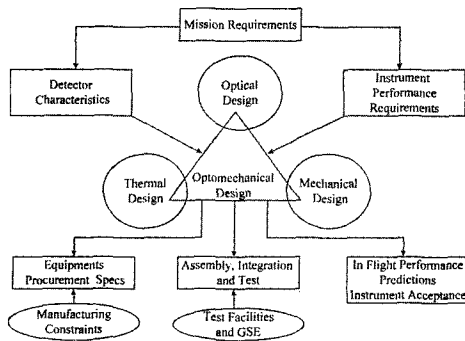 Mission Requirements
Detector
Characteristics
Optical
Design
Instrument
Performance
Requirements
Thermal
Design
Optomechanical
Design
Mechanical
Design
Equipments
Procurement Specs
Assembly, Integration
and Test
In Flight Performance
Predictions
Instrument Acceptance
Manufacturing
Constraints
Test Facilities
and GSE